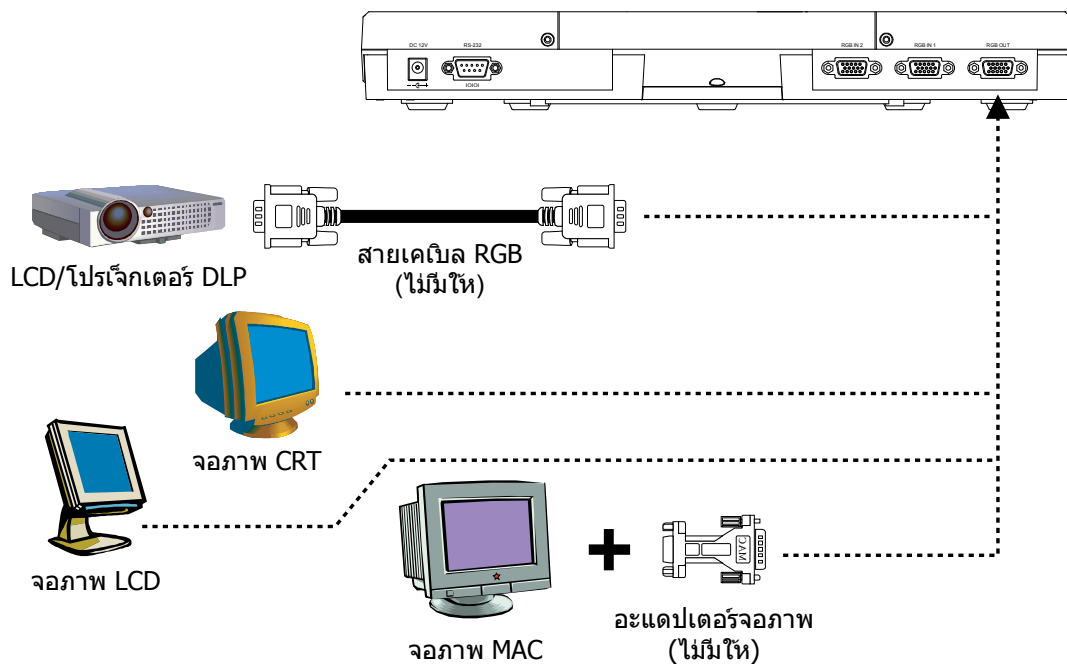 DC 12V
RS-232
RGB IN 2
RGB IN 1
RGB OUT
IOIOI
LCD/โปรเจ็กเตอร์ DLP
สายเคเบิล RGB
(ไม่มีให้)
จอภาพ CRT
จอภาพ LCD
MAC
จอภาพ MAC
อะแดปเตอร์จอภาพ
(ไม่มีให้)